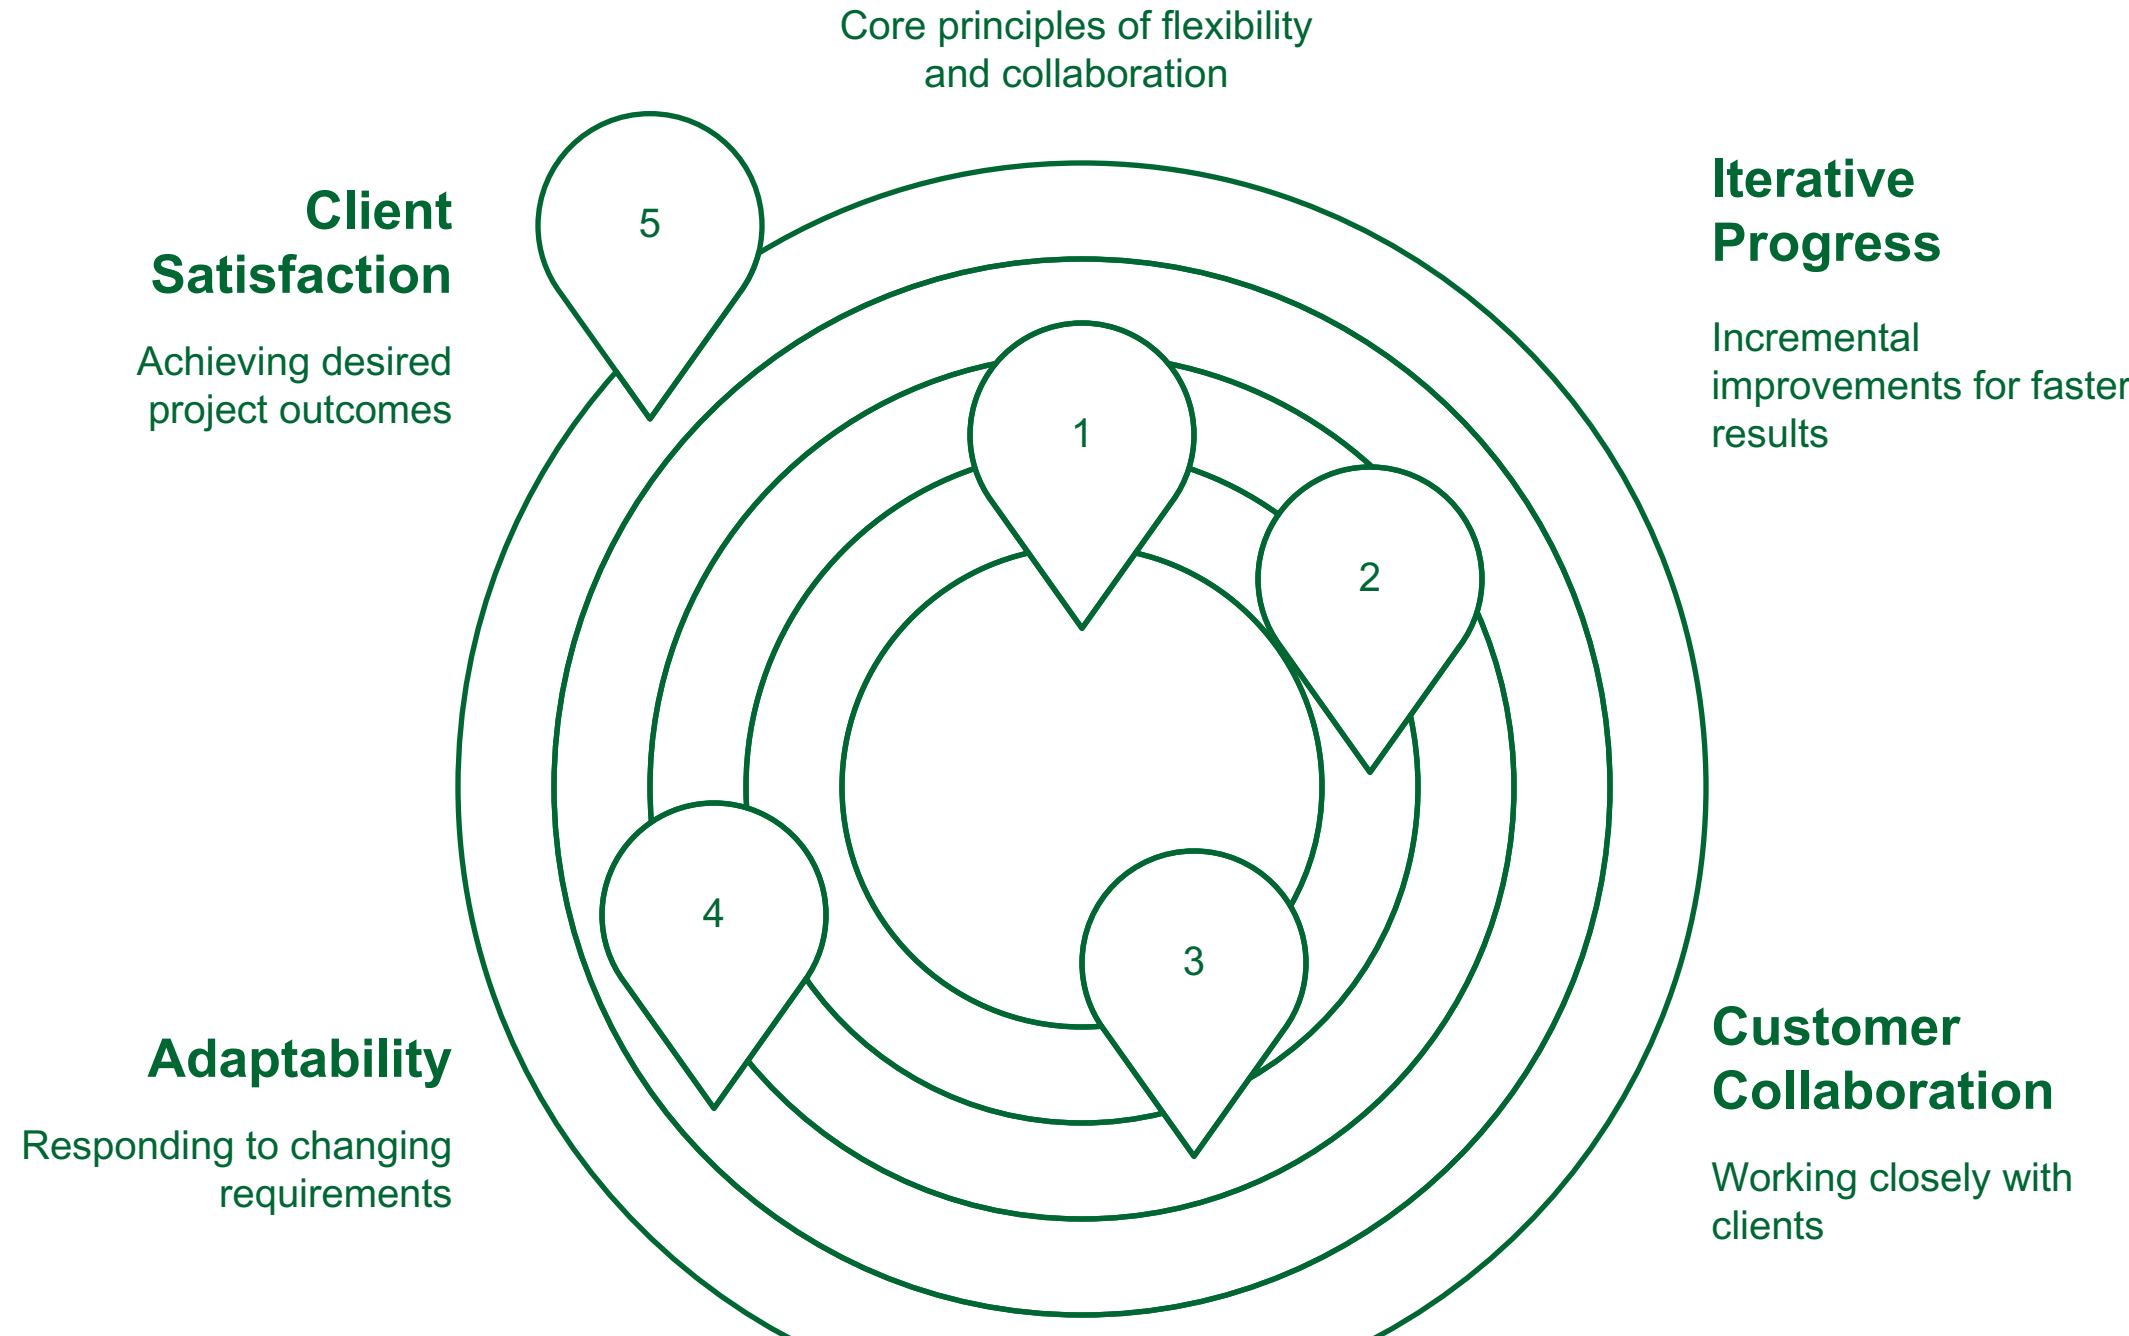 Core principles of flexibility
and collaboration
Client
Satisfaction
Achieving desired
project outcomes
5
Iterative
Progress
Incremental
improvements for faster
results
1
2
4
3
Adaptability
Responding to changing
requirements
Customer
Collaboration
Working closely with
clients